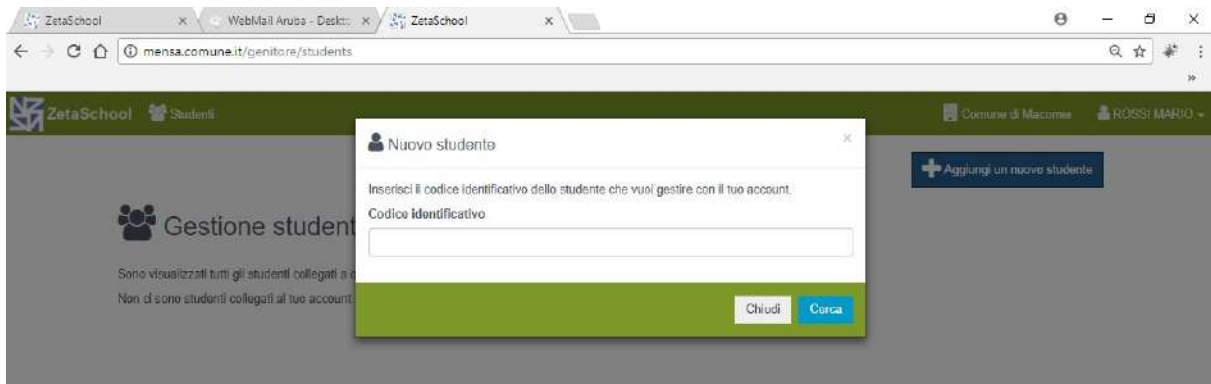 ZetaSchool
WebMail Aruba - Deskto
ZetaSchool
mensa.comune.it/genitore/students
ZetaSchool
Studenti
Comune di Macomer
ROSSI MARIO
Nuovo studente
×
Aggiungi un nuovo studente
Inserisci il codice identificativo dello studente che vuoi gestire con il tuo account.
Codice identificativo
Gestione student
Sono visualizzati tutti gli studenti collegati a
Non ci sono studenti collegati al tuo account.
Chiudi
Cerca